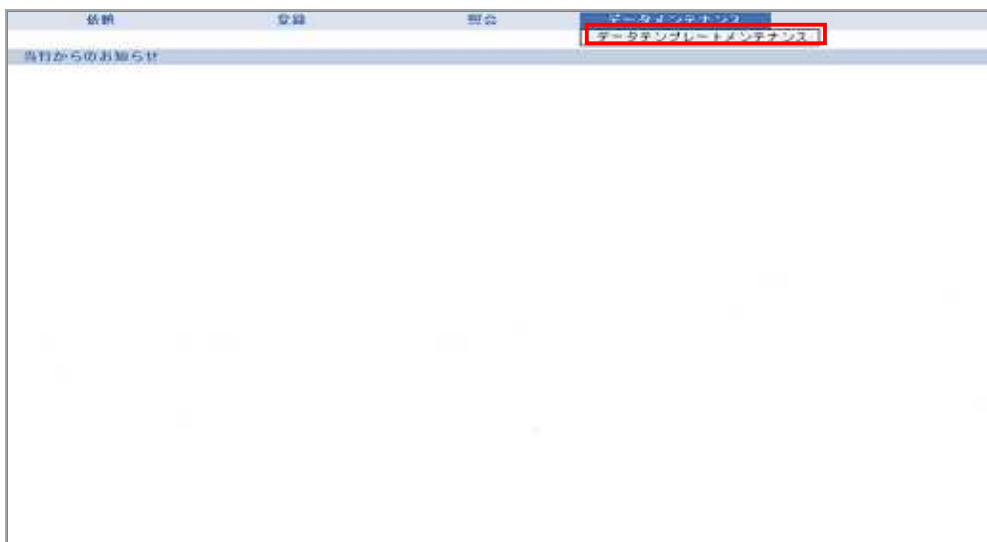 依頼 登録 照会 データメンテナンス
データテンプレートメンテナンス
当行からのお知らせ